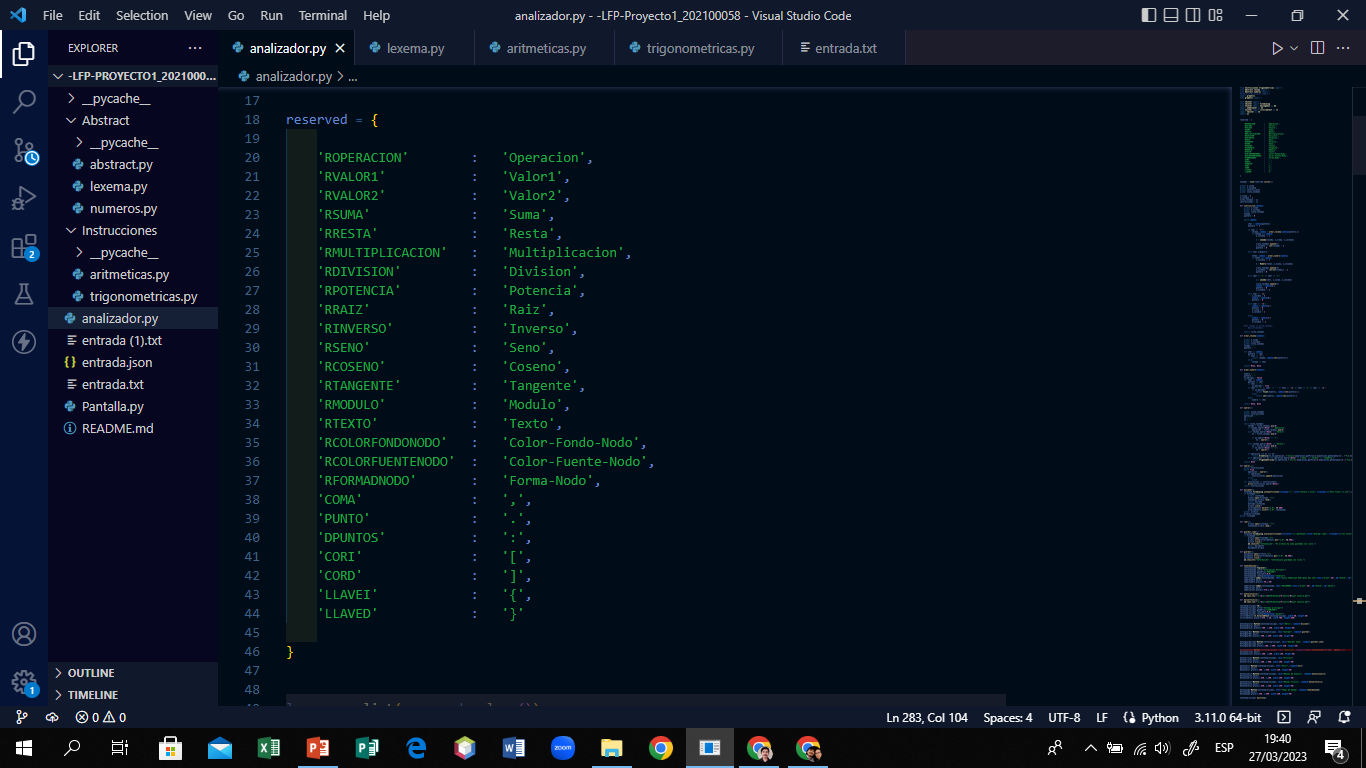 File Edit Selection View Go Run Terminal Help
analizador.py - -LFP-Proyecto1_202100058 - Visual Studio Code
EXPLORER
analizador.py lexema.py aritmeticas.py trigonometricas.py entrada.txt
-LFP-PROYECTO1_2021000...
analizador.py > ...
__pycache__
Abstract
__pycache__
abstract.py
lexema.py
numeros.py
Instrucciones
__pycache__
aritmeticas.py
trigonometricas.py
analizador.py
entrada (1).txt
entrada.json
entrada.txt
Pantalla.py
README.md
OUTLINE
TIMELINE
17
18 reserved = {
19
20 'ROPERACION' : 'Operacion',
21 'RVALOR1' : 'Valor1',
22 'RVALOR2' : 'Valor2',
23 'RSUMA' : 'Suma',
24 'RRESTA' : 'Resta',
25 'RMULTIPLICACION' : 'Multiplicacion',
26 'RDIVISION' : 'Division',
27 'RPOTENCIA' : 'Potencia',
28 'RRAIZ' : 'Raiz',
29 'RINVERSO' : 'Inverso',
30 'RSENO' : 'Seno',
31 'RCOSENO' : 'Coseno',
32 'RTANGENTE' : 'Tangente',
33 'RMODULO' : 'Modulo',
34 'RTEXTO' : 'Texto',
35 'RCOLORFONDONODO' : 'Color-Fondo-Nodo',
36 'RCOLORFUENTENODO' : 'Color-Fuente-Nodo',
37 'RFORMADNODO' : 'Forma-Nodo',
38 'COMA' : ',',
39 'PUNTO' : '.',
40 'DPUNTOS' : ':',
41 'CORI' : '[',
42 'CORD' : ']',
43 'LLAVEI' : '{',
44 'LLAVED' : '}'
45
46 }
47
48
2
1
0 0 Ln 283, Col 104 Spaces: 4 UTF-8 LF Python 3.11.0 64-bit
zoom
ESP
19:40
27/03/2023
4